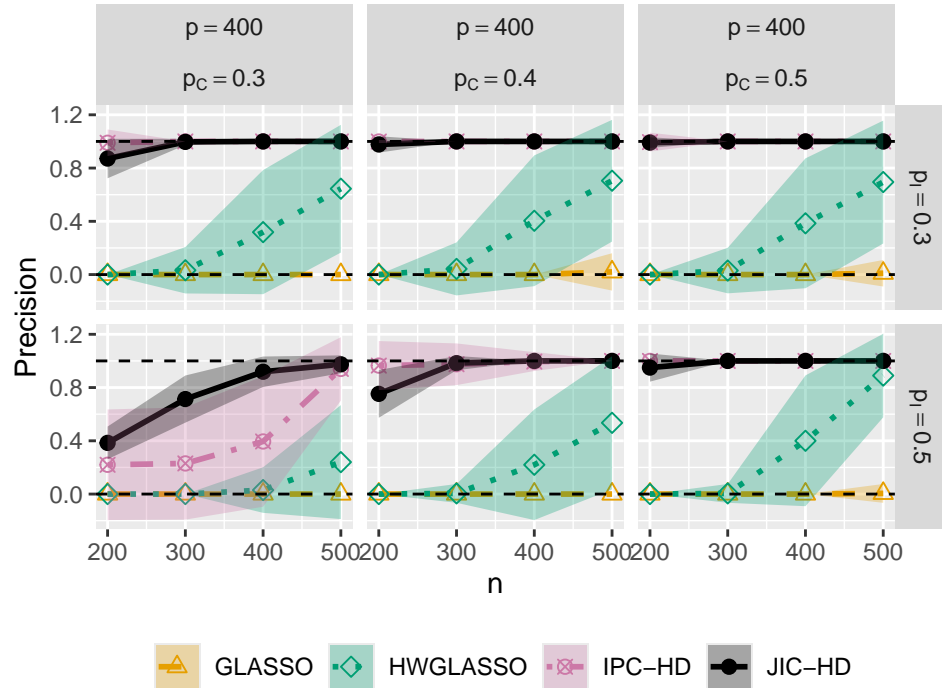 p = 400 p = 400 p = 400
p_C = 0.3 p_C = 0.4 p_C = 0.5
1.2
0.8
0.4
0.0
p_I = 0.3
Precision
1.2
0.8
0.4
0.0
p_I = 0.5
200 300 400 500 200 300 400 500 200 300 400 500
n
GLASSO HWGLASSO IPC−HD JIC−HD